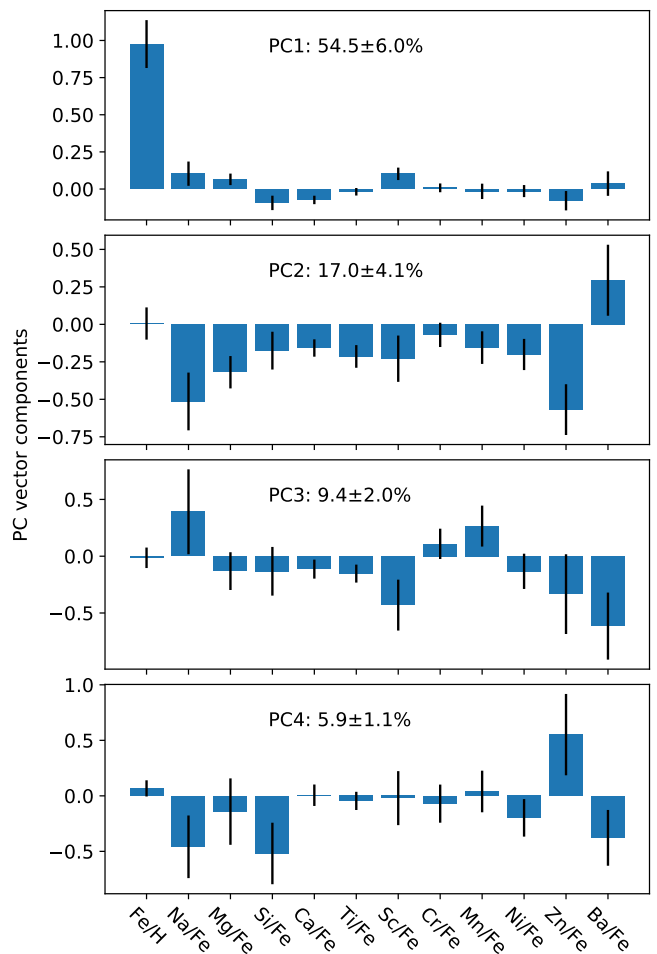 PC1: 54.5±6.0%
1.00
0.75
0.50
0.25
0.00
PC2: 17.0±4.1%
0.50
0.25
0.00
−0.25
−0.50
−0.75
PC vector components
PC3: 9.4±2.0%
0.5
0.0
−0.5
PC4: 5.9±1.1%
1.0
0.5
0.0
−0.5
Fe/H
Na/Fe
Mg/Fe
Si/Fe
Ca/Fe
Ti/Fe
Sc/Fe
Cr/Fe
Mn/Fe
Ni/Fe
Zn/Fe
Ba/Fe